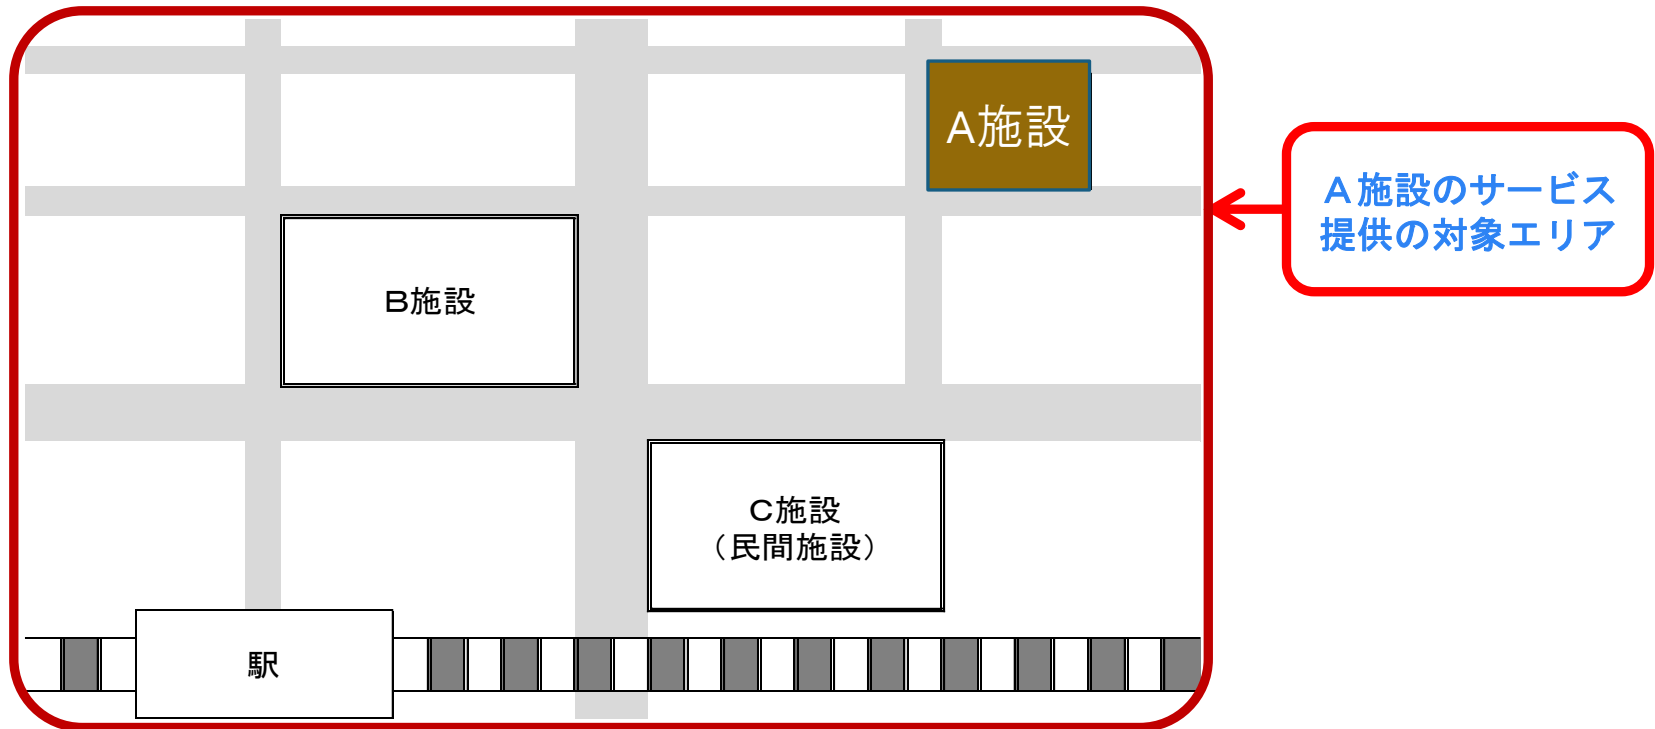 A施設
A施設のサービス
提供の対象エリア
B施設
C施設
（民間施設）
駅